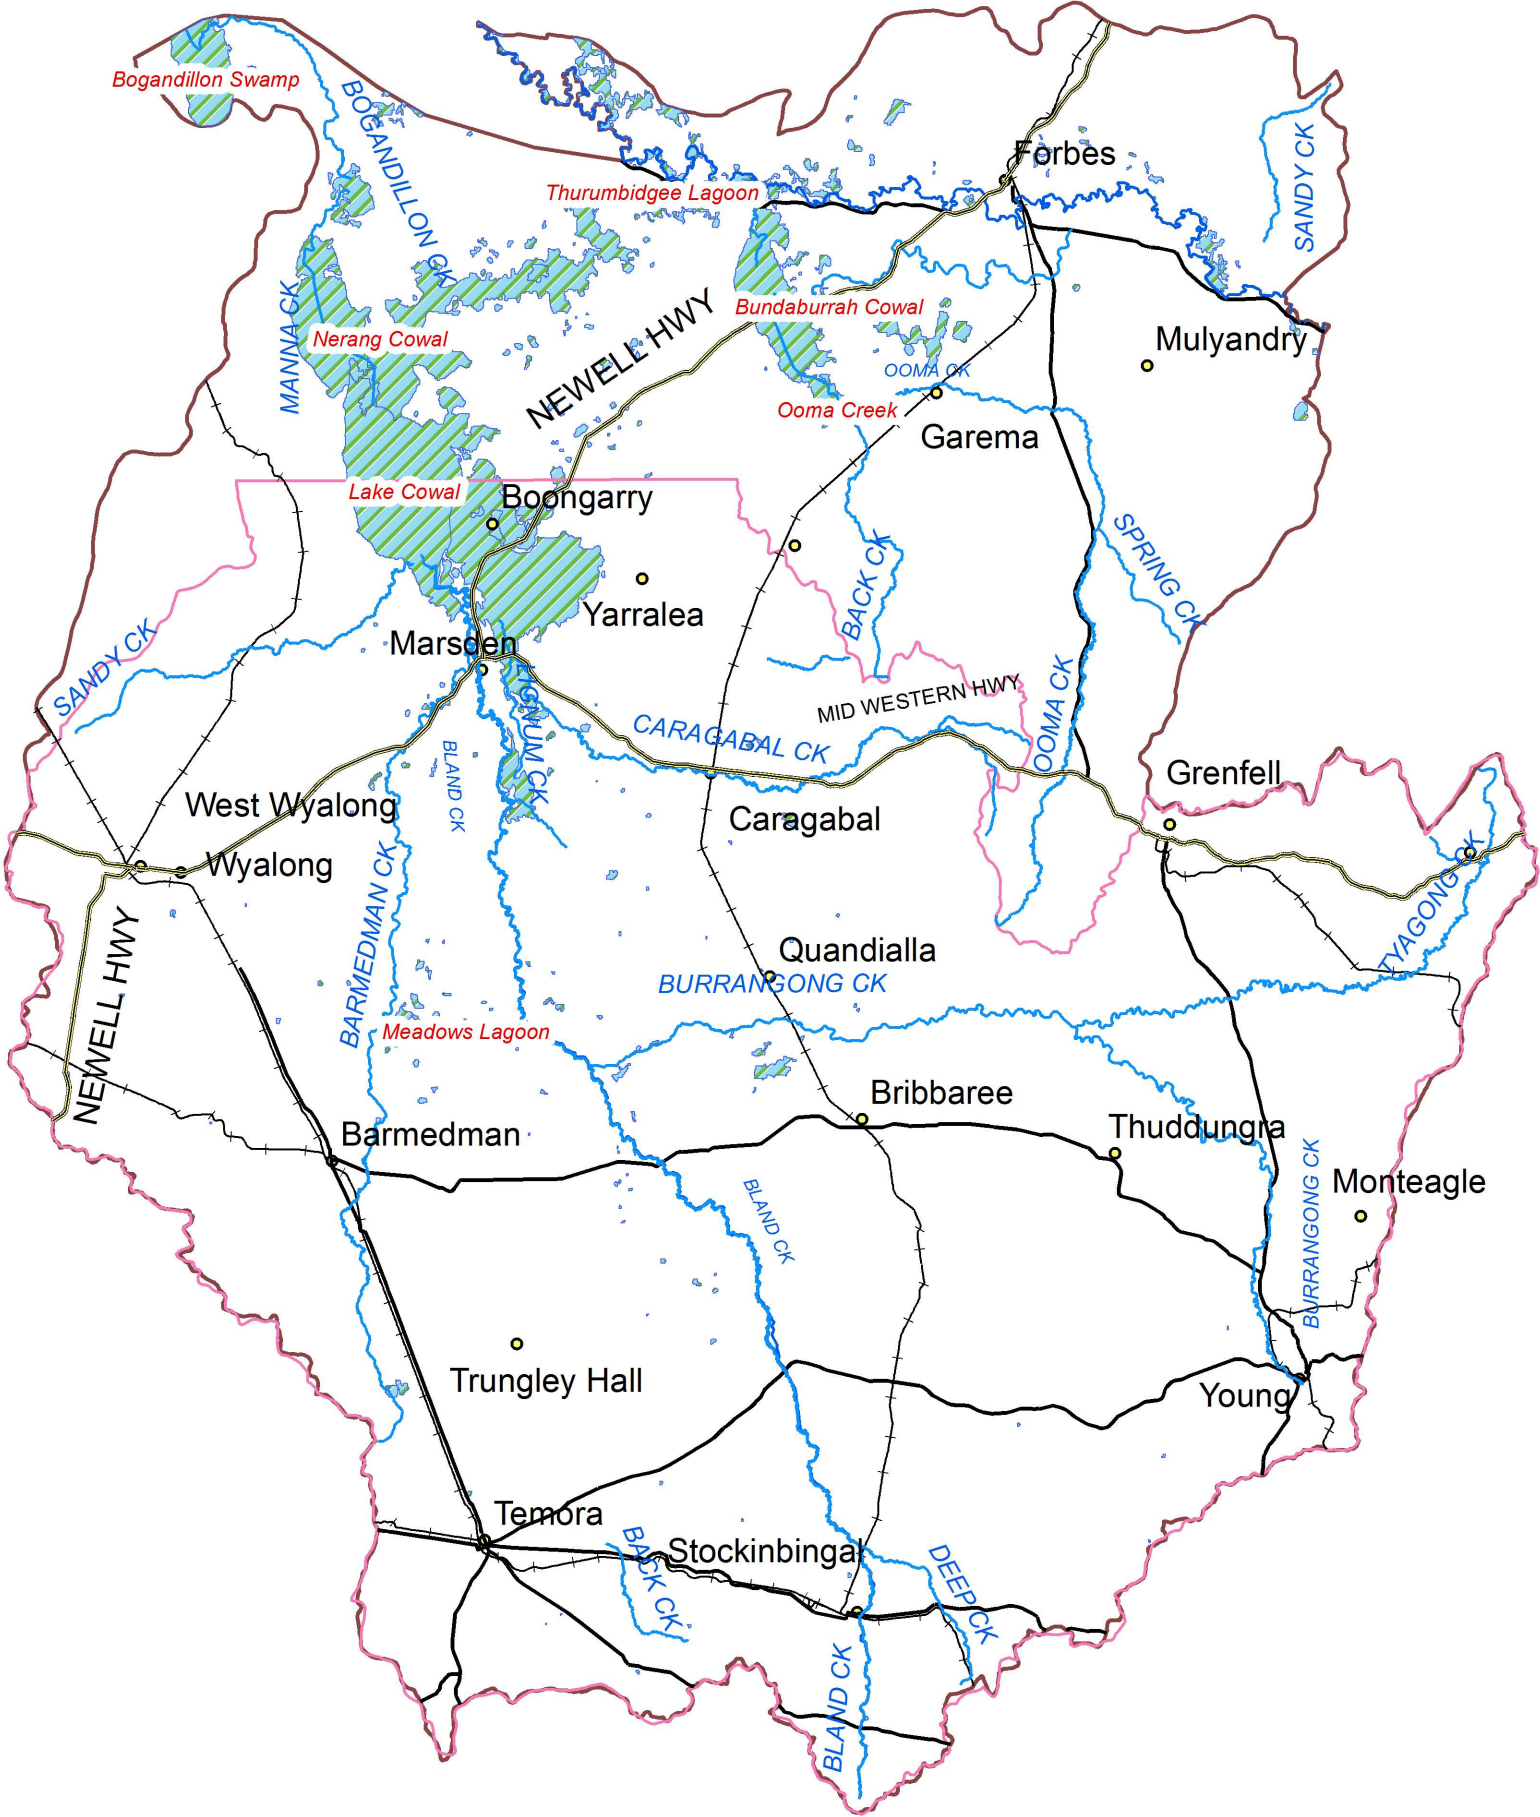 Bogandillon Swamp
BOGANDILLON CK
Forbes
SANDY CK
Thurumbidgee Lagoon
MANNA CK
Nerang Cowal
NEWELL HWY
Bundaburrah Cowal
Mulyandry
OOMA CK
Ooma Creek
Garema
Lake Cowal
Boongarry
SPRING CK
BACK CK
Yarralea
Marsden
SANDY CK
LIGNUM CK
MID WESTERN HWY
OOMA CK
CARAGABAL CK
BLAND CK
Grenfell
West Wyalong
Caragabal
Wyalong
TYAGONG CK
BARMEDMAN CK
NEWELL HWY
Quandialla
BURRANGONG CK
Meadows Lagoon
Bribbaree
Thuddungra
Barmedman
BURRANGONG CK
Monteagle
BLAND CK
Trungley Hall
Young
Temora
BACK CK
Stockinbingal
DEEP CK
BLAND CK